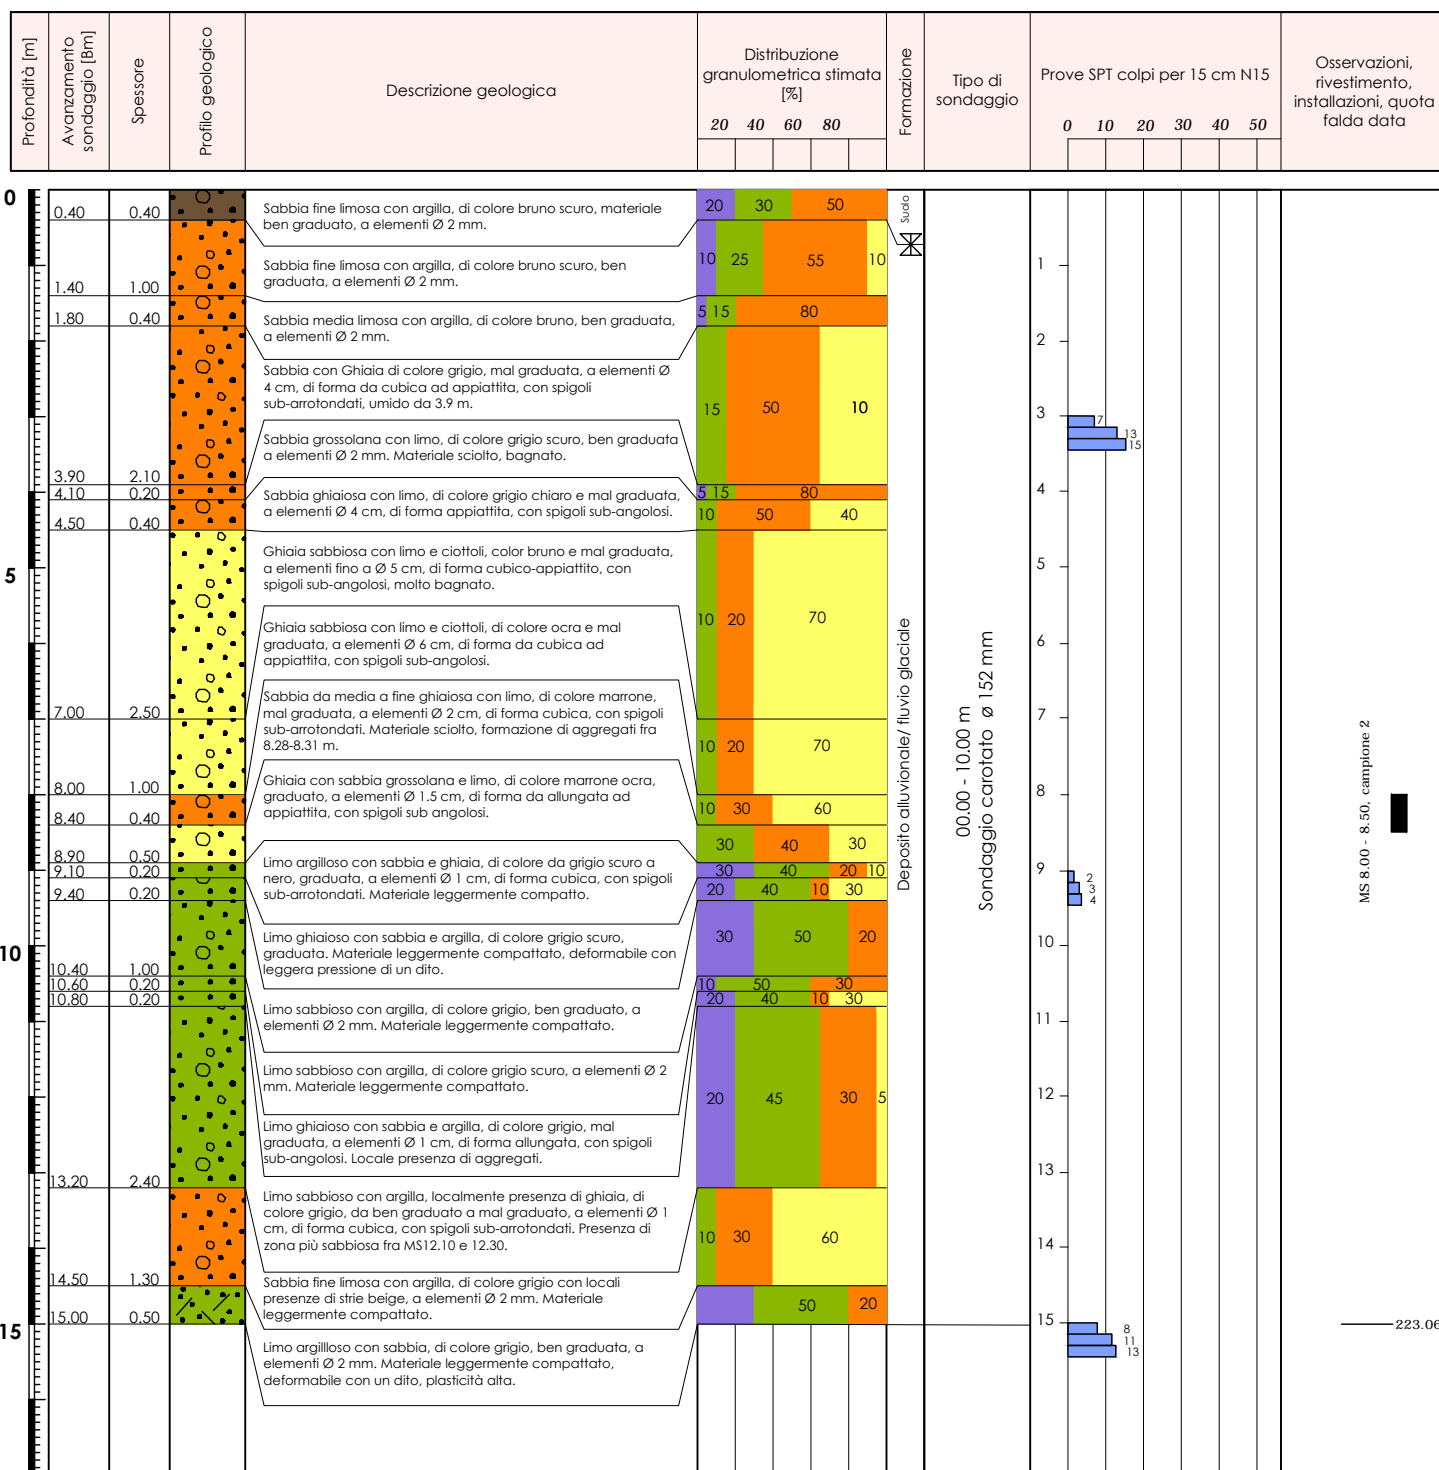 Profondità [m]
Avanzamento
sondaggio [Bm]
Spessore
Profilo geologico
Descrizione geologica
Distribuzione
granulometrica stimata
[%]
20 40 60 80
Formazione
Tipo di
sondaggio
Prove SPT colpi per 15 cm N15
0 10 20 30 40 50
Osservazioni,
rivestimento,
installazioni, quota
falda data
0
5
10
15
0.40 0.40
1.40 1.00
1.80 0.40
3.90 2.10
4.10 0.20
4.50 0.40
7.00 2.50
8.00 1.00
8.40 0.40
8.90 0.50
9.10 0.20
9.40 0.20
10.40 1.00
10.60 0.20
10.80 0.20
13.20 2.40
14.50 1.30
15.00 0.50
Sabbia fine limosa con argilla, di colore bruno scuro, materiale
ben graduato, a elementi Ø 2 mm.
Sabbia fine limosa con argilla, di colore bruno scuro, ben
graduata, a elementi Ø 2 mm.
Sabbia media limosa con argilla, di colore bruno, ben graduata,
a elementi Ø 2 mm.
Sabbia con Ghiaia di colore grigio, mal graduata, a elementi Ø
4 cm, di forma da cubica ad appiattita, con spigoli
sub-arrotondati, umido da 3.9 m.
Sabbia grossolana con limo, di colore grigio scuro, ben graduata
a elementi Ø 2 mm. Materiale sciolto, bagnato.
Sabbia ghiaiosa con limo, di colore grigio chiaro e mal graduata,
a elementi Ø 4 cm, di forma appiattita, con spigoli sub-angolosi.
Ghiaia sabbiosa con limo e ciottoli, color bruno e mal graduata,
a elementi fino a Ø 5 cm, di forma cubico-appiattito, con
spigoli sub-angolosi, molto bagnato.
Ghiaia sabbiosa con limo e ciottoli, di colore ocra e mal
graduata, a elementi Ø 6 cm, di forma da cubica ad
appiattita, con spigoli sub-angolosi.
Sabbia da media a fine ghiaiosa con limo, di colore marrone,
mal graduata, a elementi Ø 2 cm, di forma cubica, con spigoli
sub-arrotondati. Materiale sciolto, formazione di aggregati fra
8.28-8.31 m.
Ghiaia con sabbia grossolana e limo, di colore marrone ocra,
graduato, a elementi Ø 1.5 cm, di forma da allungata ad
appiattita, con spigoli sub angolosi.
Limo argilloso con sabbia e ghiaia, di colore da grigio scuro a
nero, graduata, a elementi Ø 1 cm, di forma cubica, con spigoli
sub-arrotondati. Materiale leggermente compatto.
Limo ghiaioso con sabbia e argilla, di colore grigio scuro,
graduata. Materiale leggermente compattato, deformabile con
leggera pressione di un dito.
Limo sabbioso con argilla, di colore grigio, ben graduato, a
elementi Ø 2 mm. Materiale leggermente compattato.
Limo sabbioso con argilla, di colore grigio scuro, a elementi Ø 2
mm. Materiale leggermente compattato.
Limo ghiaioso con sabbia e argilla, di colore grigio, mal
graduata, a elementi Ø 1 cm, di forma allungata, con spigoli
sub-angolosi. Locale presenza di aggregati.
Limo sabbioso con argilla, localmente presenza di ghiaia, di
colore grigio, da ben graduato a mal graduato, a elementi Ø 1
cm, di forma cubica, con spigoli sub-arrotondati. Presenza di
zona più sabbiosa fra MS12.10 e 12.30.
Sabbia fine limosa con argilla, di colore grigio con locali
presenze di strie beige, a elementi Ø 2 mm. Materiale
leggermente compattato.
Limo argillloso con sabbia, di colore grigio, ben graduata, a
elementi Ø 2 mm. Materiale leggermente compattato,
deformabile con un dito, plasticità alta.
20 30 50
10 25 55 10
5 15 80
15 50 10
5 15 80
10 50 40
10 20 70
10 20 70
10 30 60
30 40 30
30 40 20 10
20 40 10 30
30 50 20
10 50 30
20 40 10 30
20 45 30 5
10 30 60
50 20
Suolo
Deposito alluvionale/ fluvio glaciale
00.00 - 10.00 m
Sondaggio carotato ø 152 mm
1
2
3
4
5
6
7
8
9
10
11
12
13
14
15
7
13
15
2
3
4
8
11
13
MS 8.00 - 8.50, campione 2
223.06